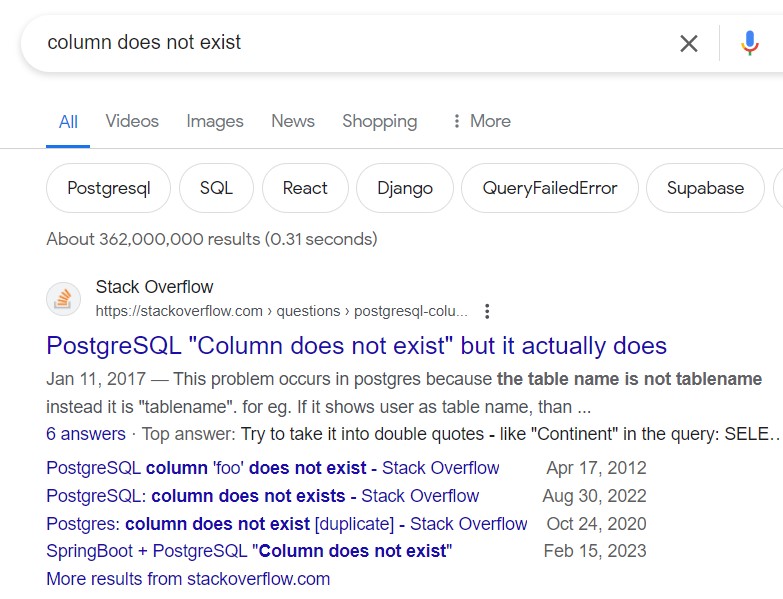 column does not exist
All Videos Images News Shopping More
Postgresql SQL React Django QueryFailedError Supabase
About 362,000,000 results (0.31 seconds)
Stack Overflow
https://stackoverflow.com › questions › postgresql-colu...
PostgreSQL "Column does not exist" but it actually does
Jan 11, 2017 — This problem occurs in postgres because the table name is not tablename
instead it is "tablename". for eg. If it shows user as table name, than ...
6 answers · Top answer: Try to take it into double quotes - like "Continent" in the query: SELE...
PostgreSQL column 'foo' does not exist - Stack Overflow Apr 17, 2012
PostgreSQL: column does not exists - Stack Overflow Aug 30, 2022
Postgres: column does not exist [duplicate] - Stack Overflow Oct 24, 2020
SpringBoot + PostgreSQL "Column does not exist" Feb 15, 2023
More results from stackoverflow.com